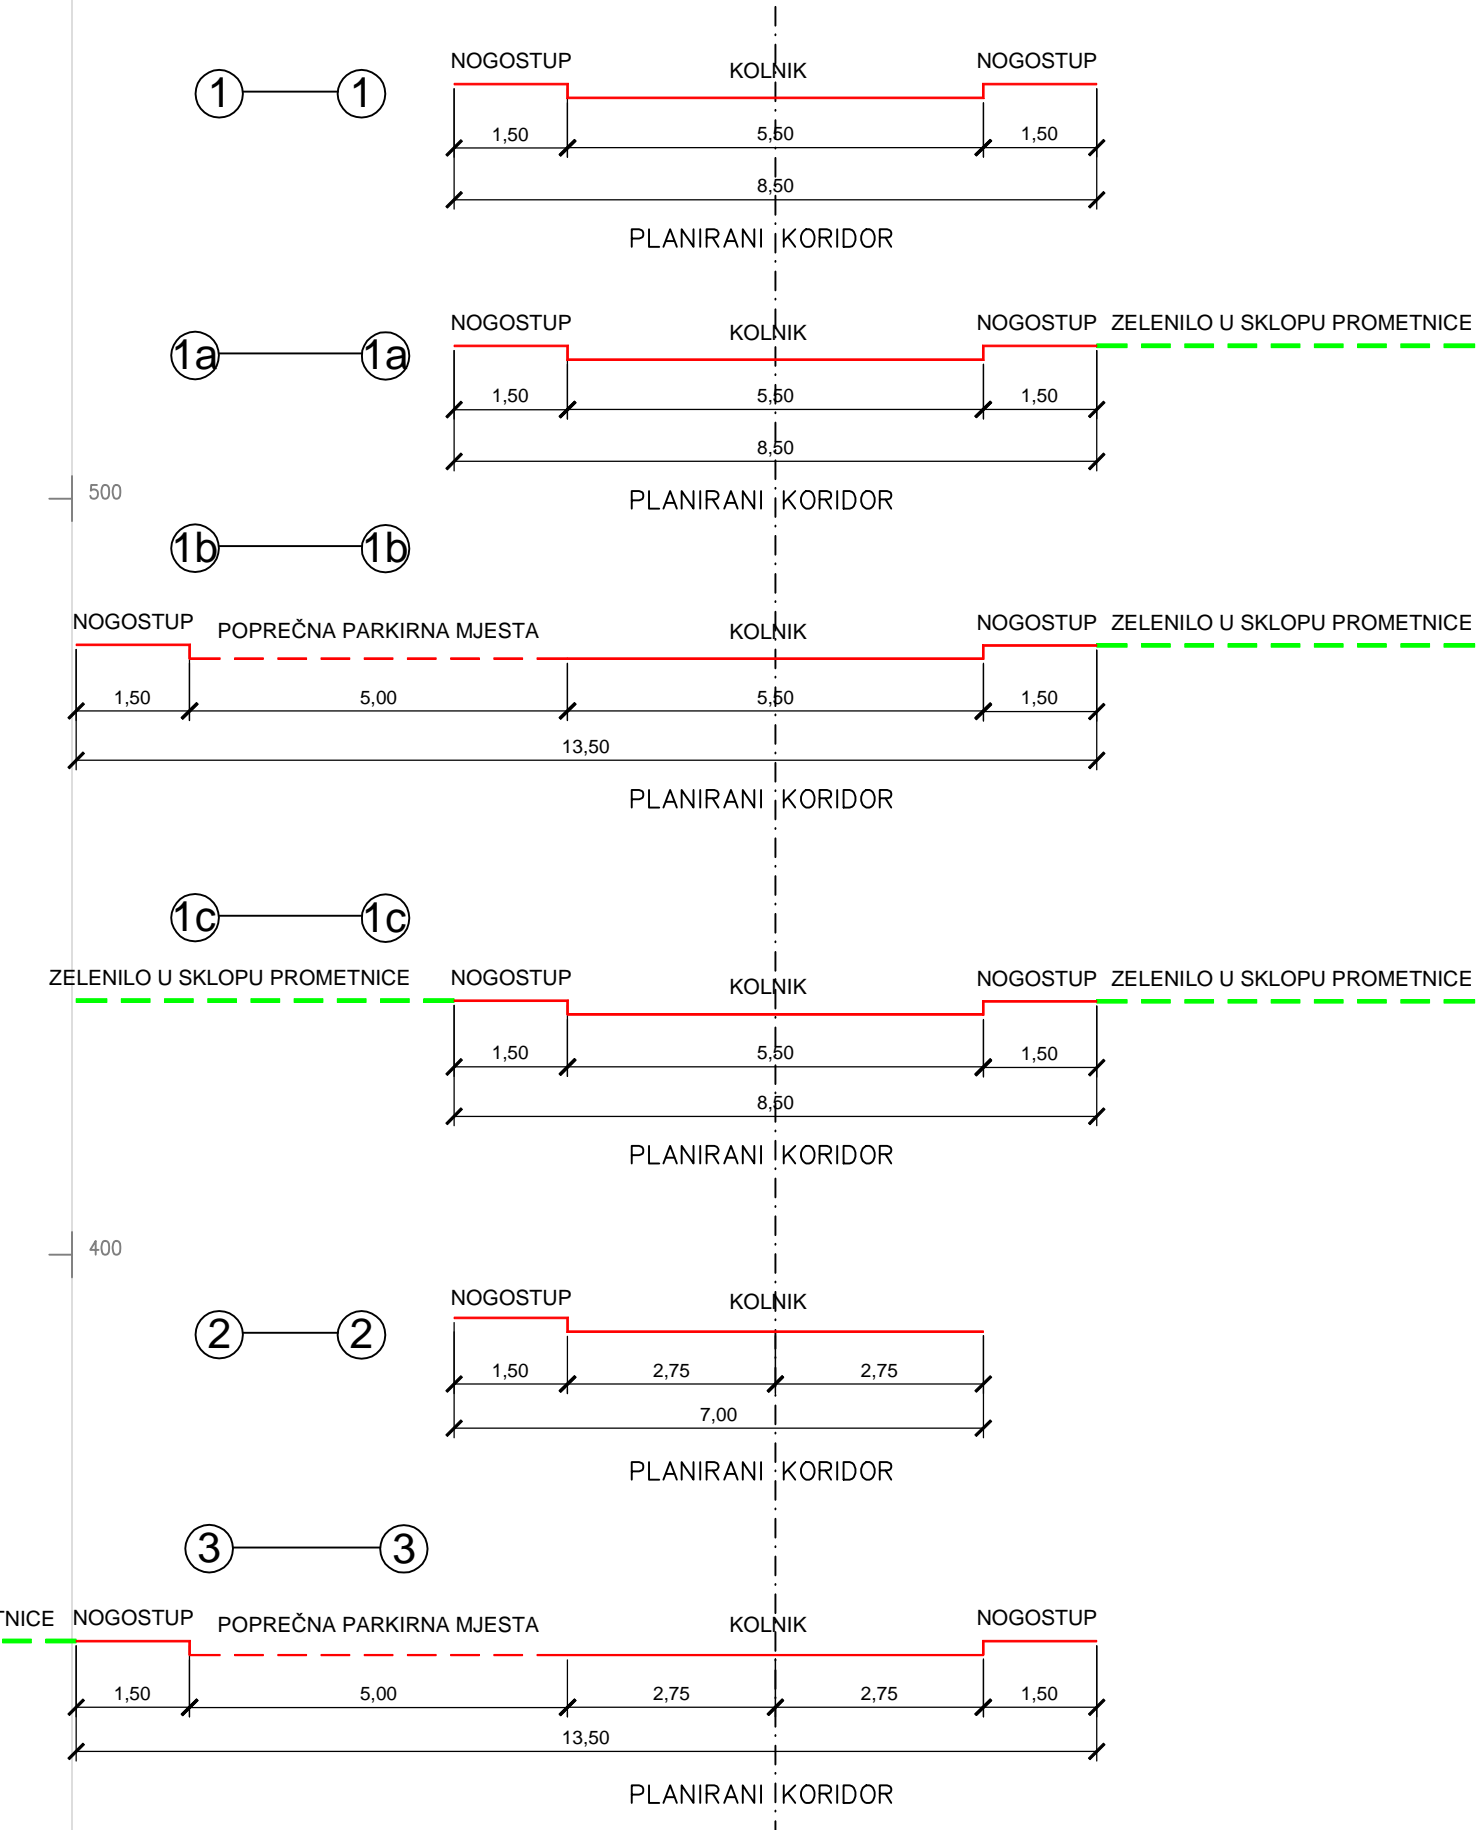 NOGOSTUP KOLNIK NOGOSTUP
1 1
1,50 5,50 1,50
8,50
PLANIRANI KORIDOR
NOGOSTUP KOLNIK NOGOSTUP ZELENILO U SKLOPU PROMETNICE
1a 1a
1,50 5,50 1,50
8,50
500
PLANIRANI KORIDOR
1b 1b
NOGOSTUP POPREČNA PARKIRNA MJESTA KOLNIK NOGOSTUP ZELENILO U SKLOPU PROMETNICE
1,50 5,00 5,50 1,50
13,50
PLANIRANI KORIDOR
1c 1c
ZELENILO U SKLOPU PROMETNICE NOGOSTUP KOLNIK NOGOSTUP ZELENILO U SKLOPU PROMETNICE
1,50 5,50 1,50
8,50
PLANIRANI KORIDOR
400
NOGOSTUP KOLNIK
2 2
1,50 2,75 2,75
7,00
PLANIRANI KORIDOR
3 3
TNICE NOGOSTUP POPREČNA PARKIRNA MJESTA KOLNIK NOGOSTUP
1,50 5,00 2,75 2,75 1,50
13,50
PLANIRANI KORIDOR